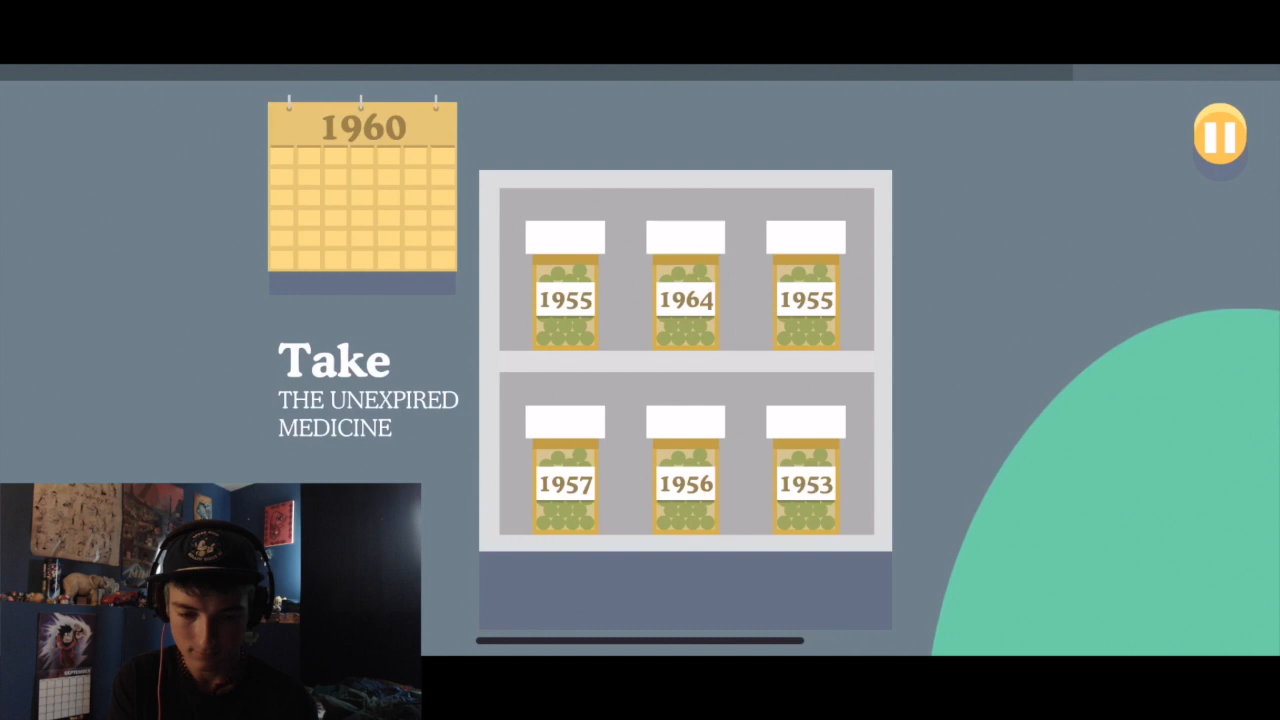 1960
1955 1964 1955
Take
THE UNEXPIRED
MEDICINE
1957 1956 1953